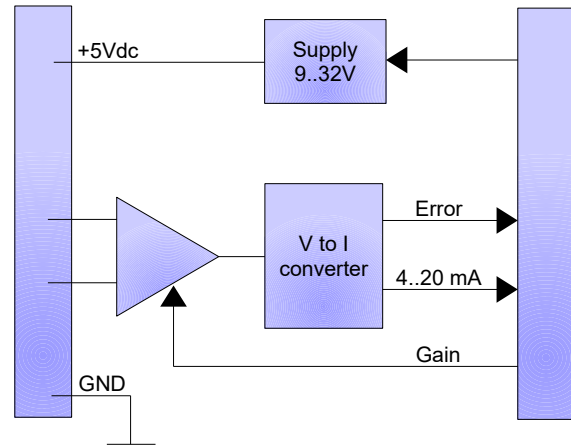 +5Vdc
Supply
9..32V
Error
V to I
converter
4..20 mA
Gain
GND